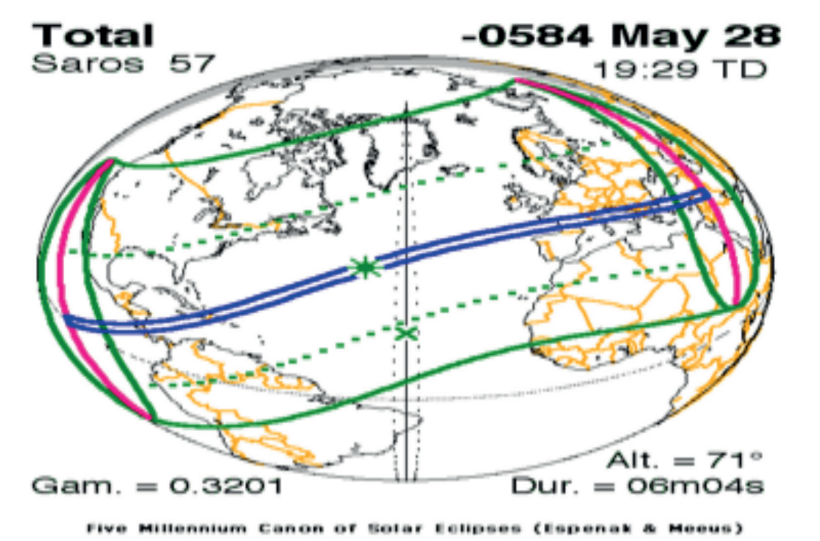 Total -0584 May 28
Saros 57 19:29 TD
Alt. = 71°
Gam. = 0.3201 Dur. = 06m04s
Five Millennium Canon of Solar Eclipses (Espenak & Meeus)